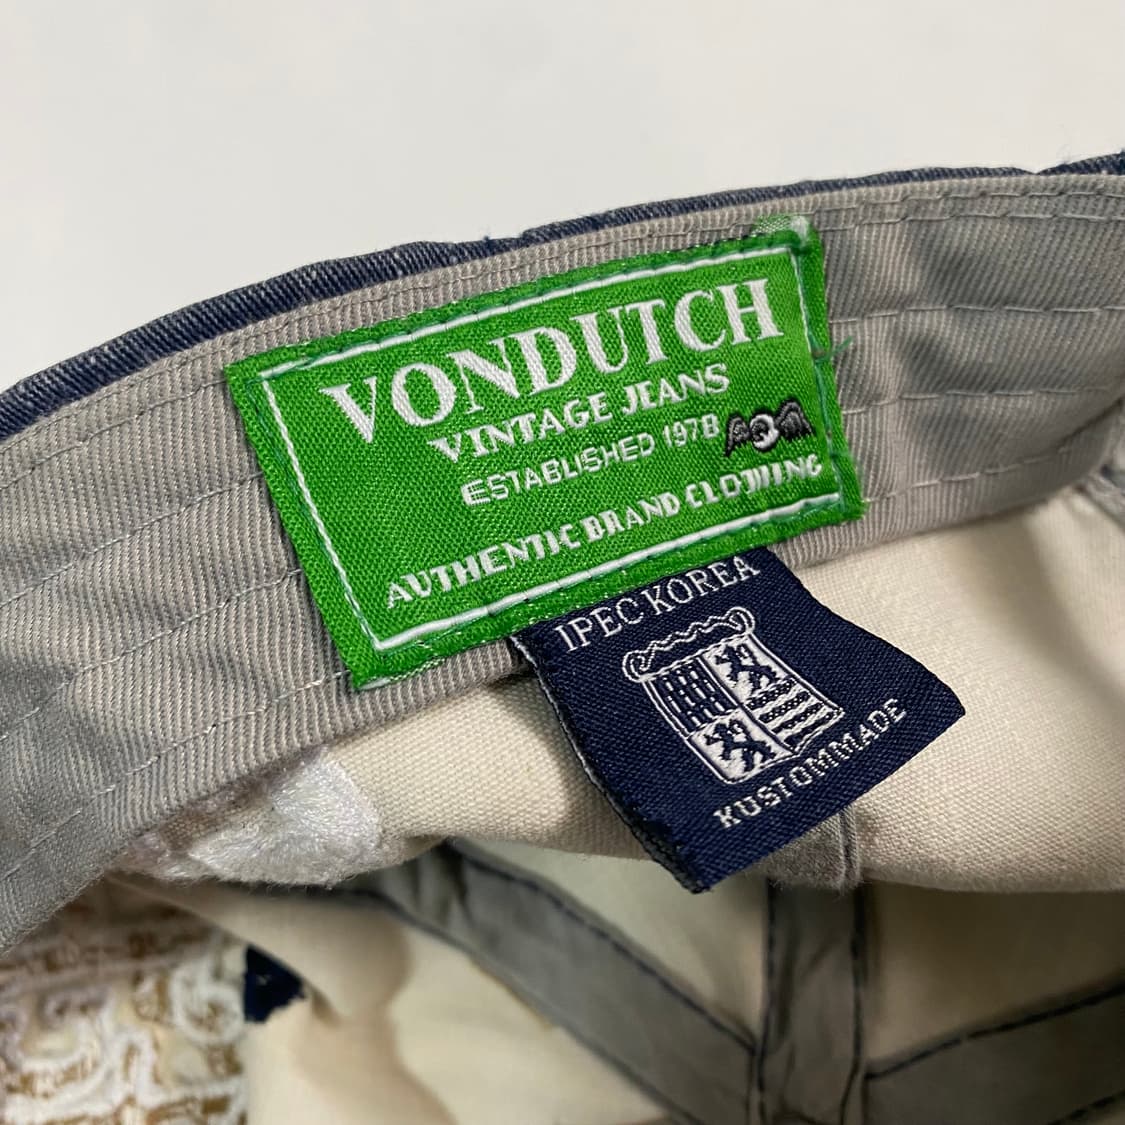 VONDUTCH
VINTAGE JEANS
ESTABLISHED 1978
AUTHENTIC BRAND CLOTHING
IPEC KOREA
KUSTOMMADE